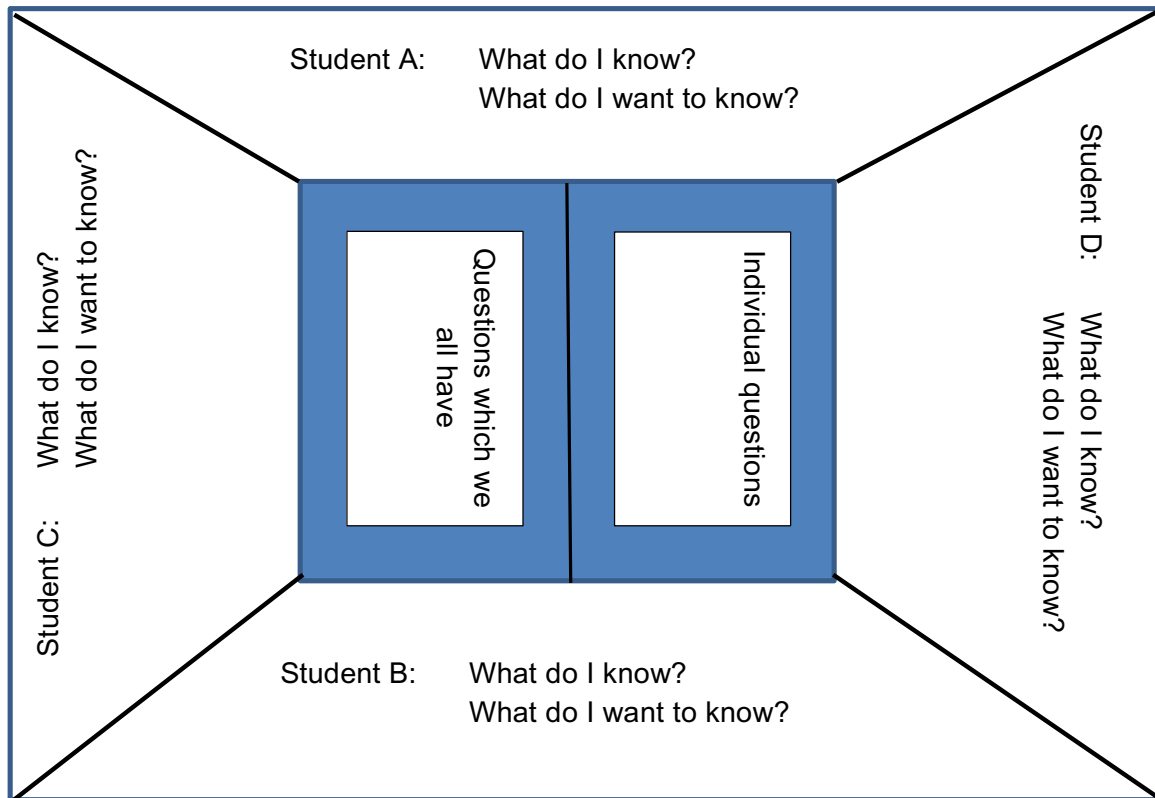 Student A: What do I know?
What do I want to know?
Student C: What do I know?
What do I want to know?
Questions which we
all have
Individual questions
Student D: What do I know?
What do I want to know?
Student B: What do I know?
What do I want to know?